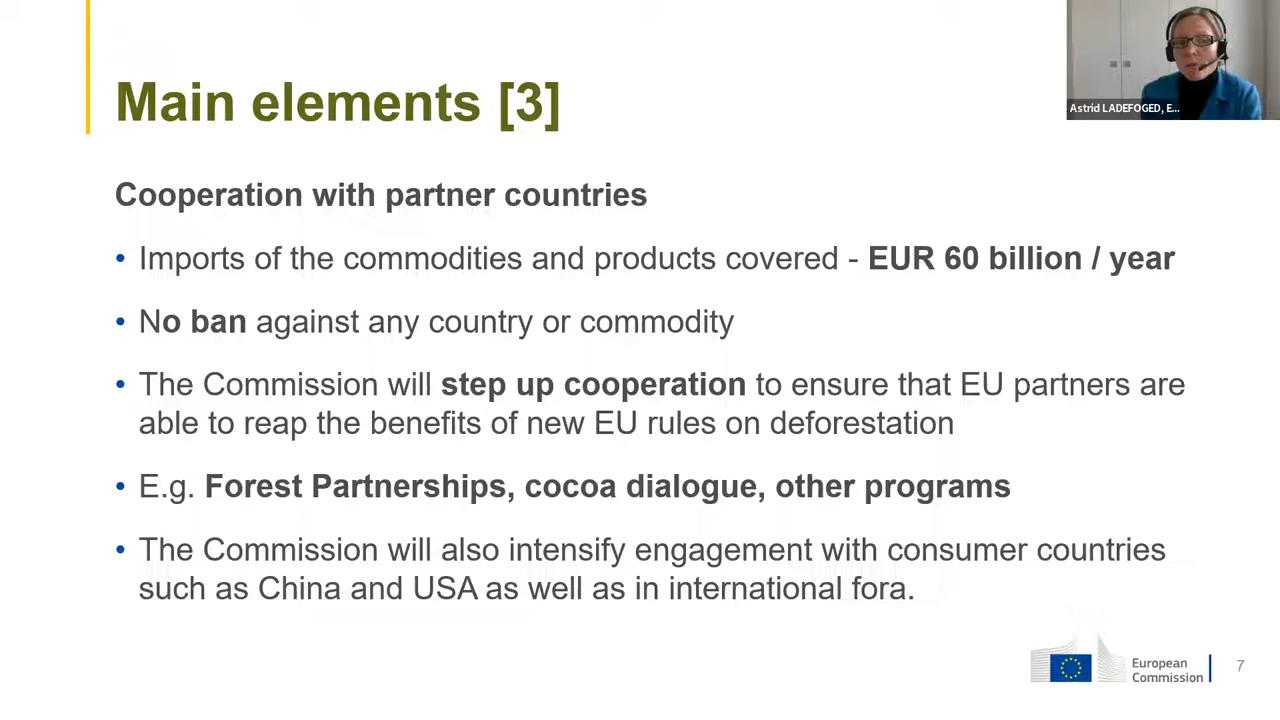 Main elements [3]
Astrid LADEFOGED, E...
Cooperation with partner countries
• Imports of the commodities and products covered - EUR 60 billion / year
• No ban against any country or commodity
• The Commission will step up cooperation to ensure that EU partners are
able to reap the benefits of new EU rules on deforestation
• E.g. Forest Partnerships, cocoa dialogue, other programs
• The Commission will also intensify engagement with consumer countries
such as China and USA as well as in international fora.
European
Commission
7